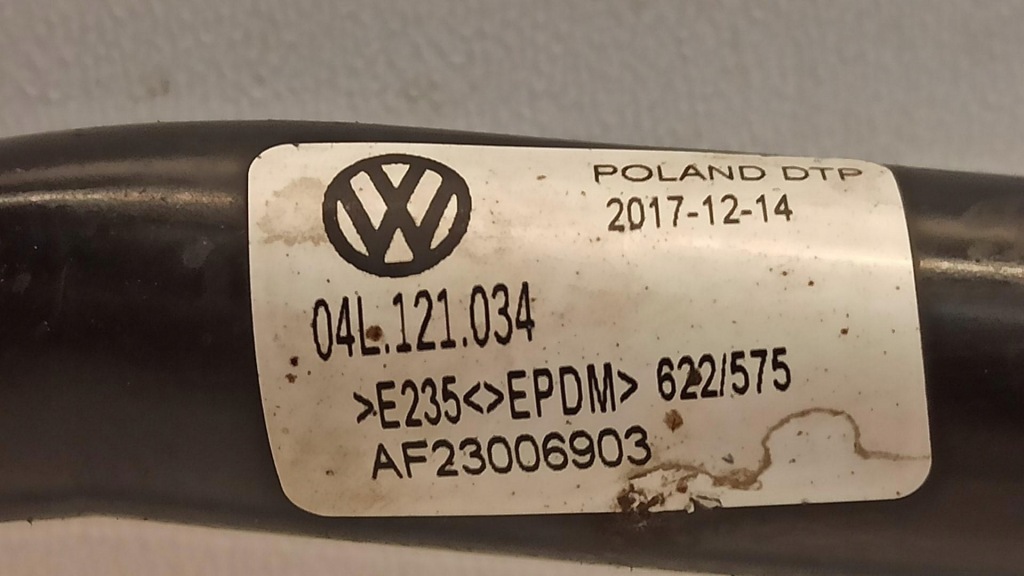 POLAND DTP
2017-12-14
04L.121.034
>E235<>EPDM> 622/575
AF23006903